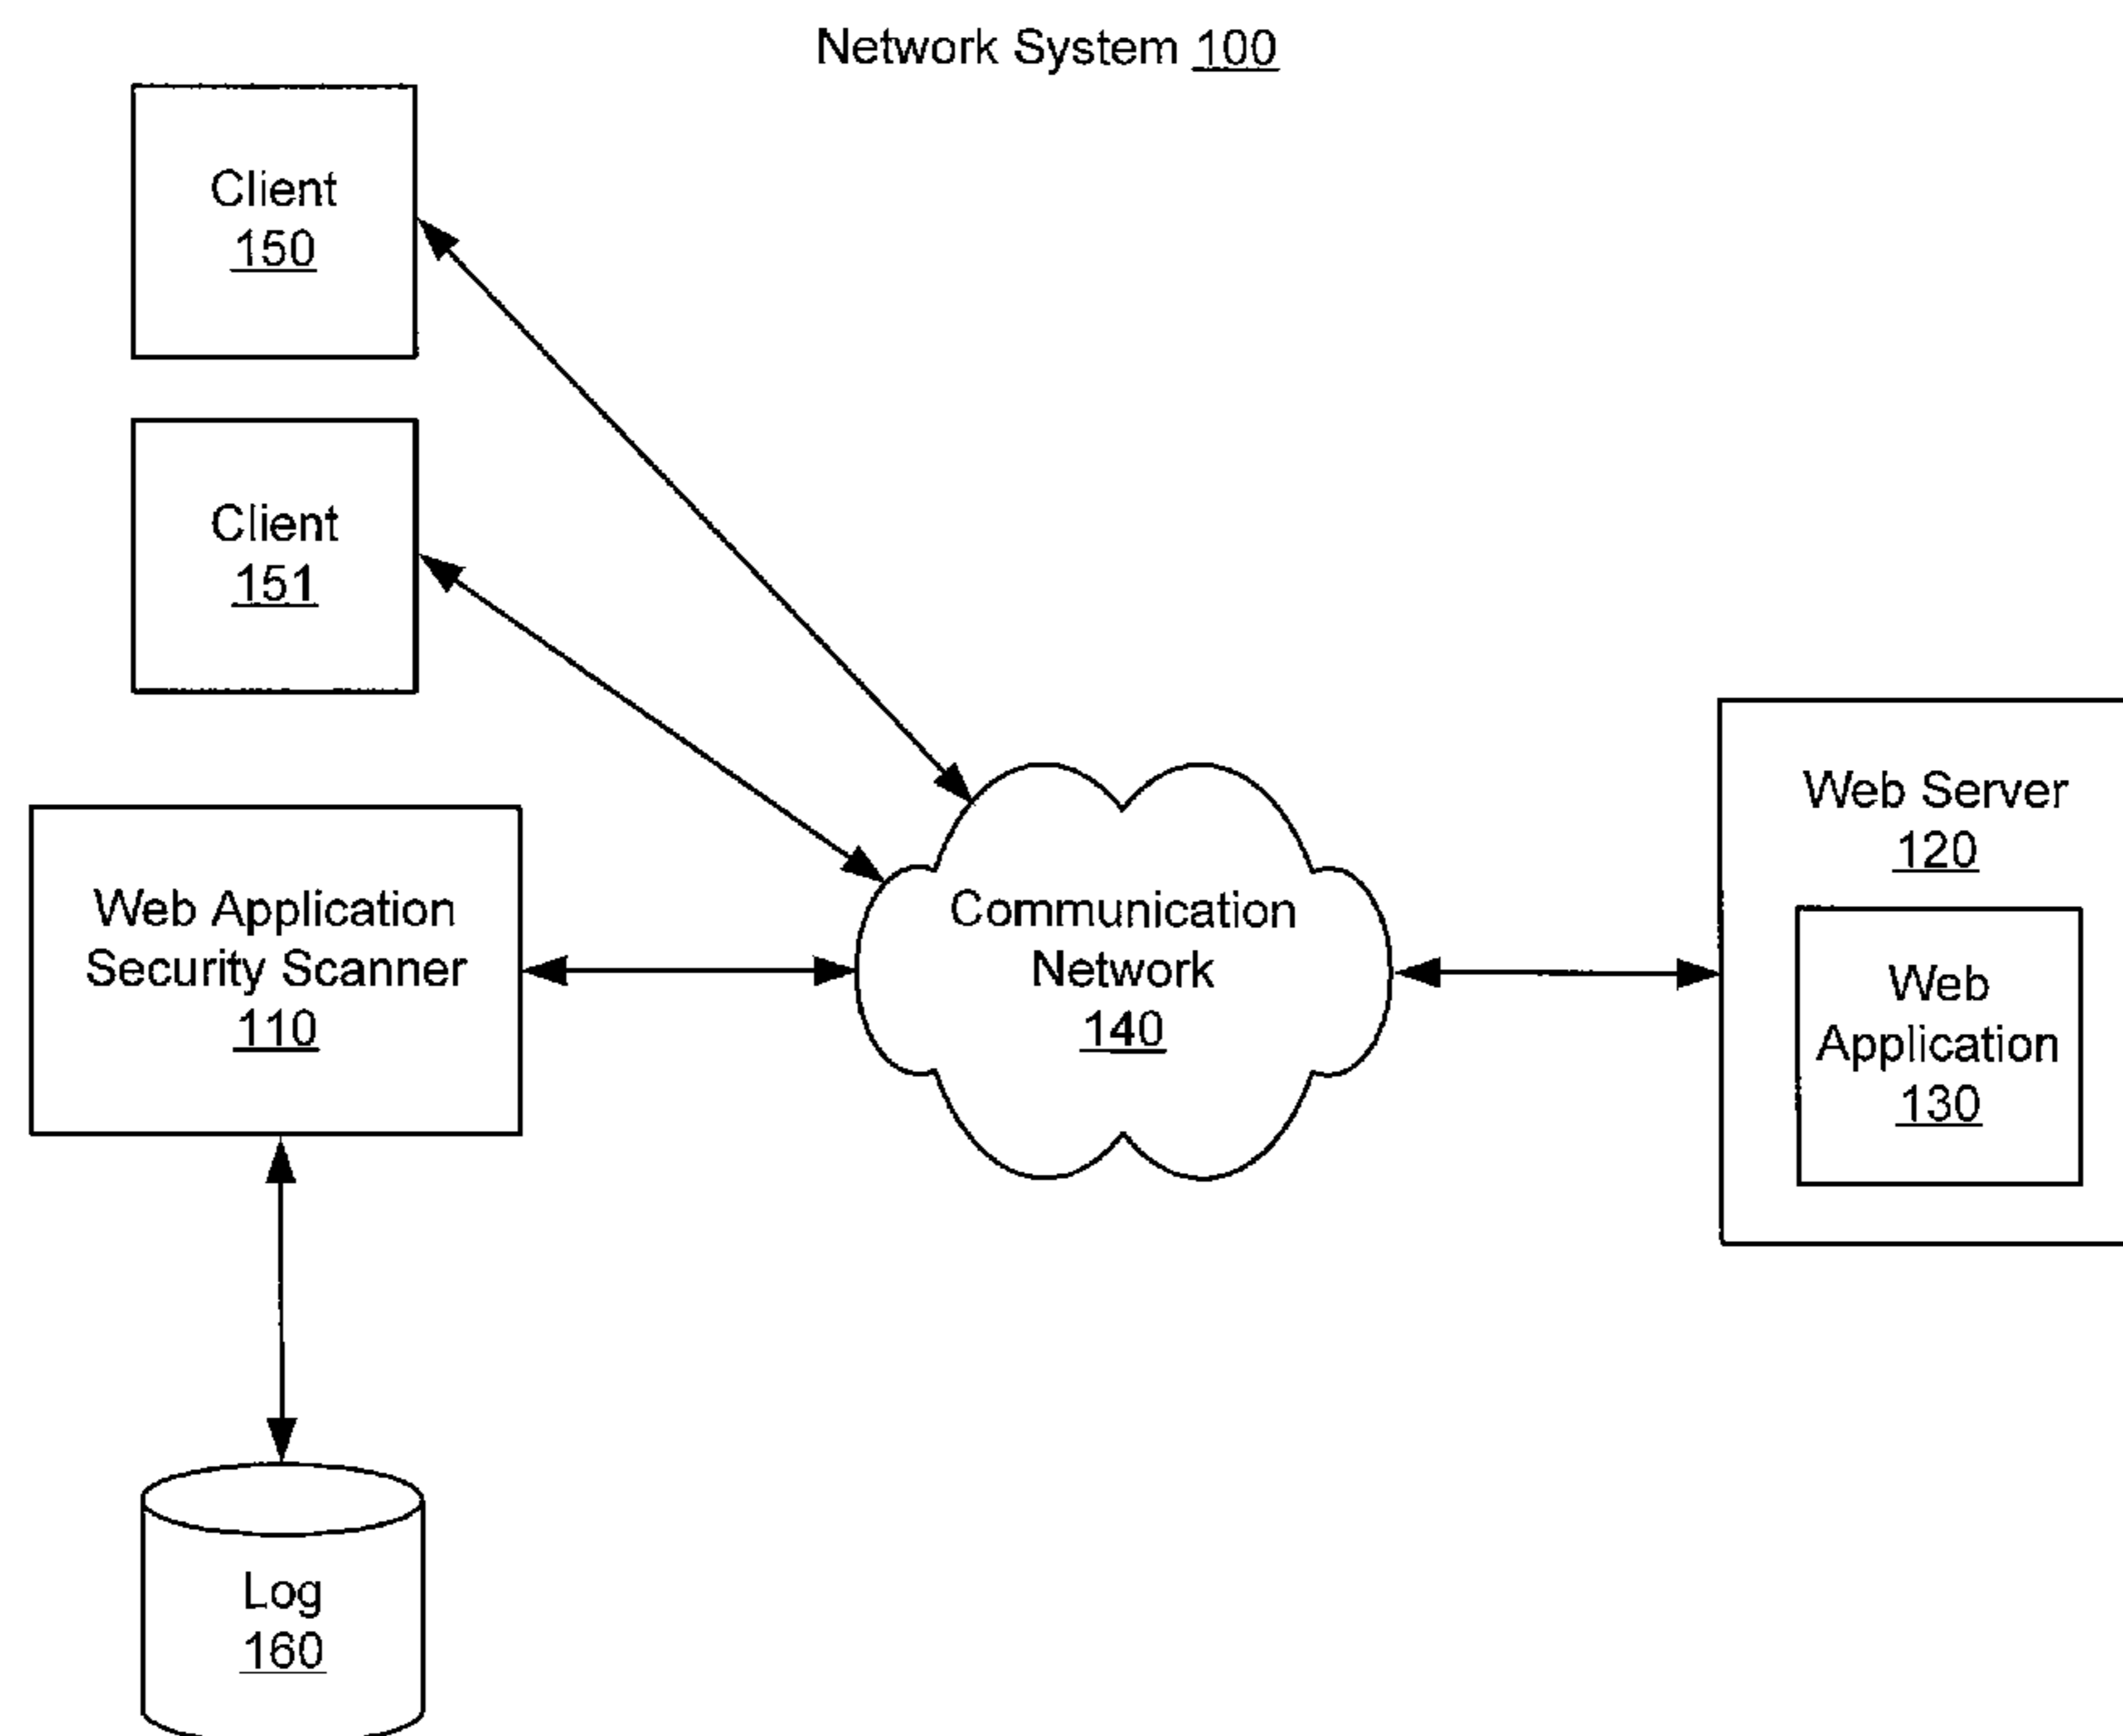 Network System 100
Client
150
Client
151
Web Application
Security Scanner
110
Communication
Network
140
Web Server
120
Web
Application
130
Log
160